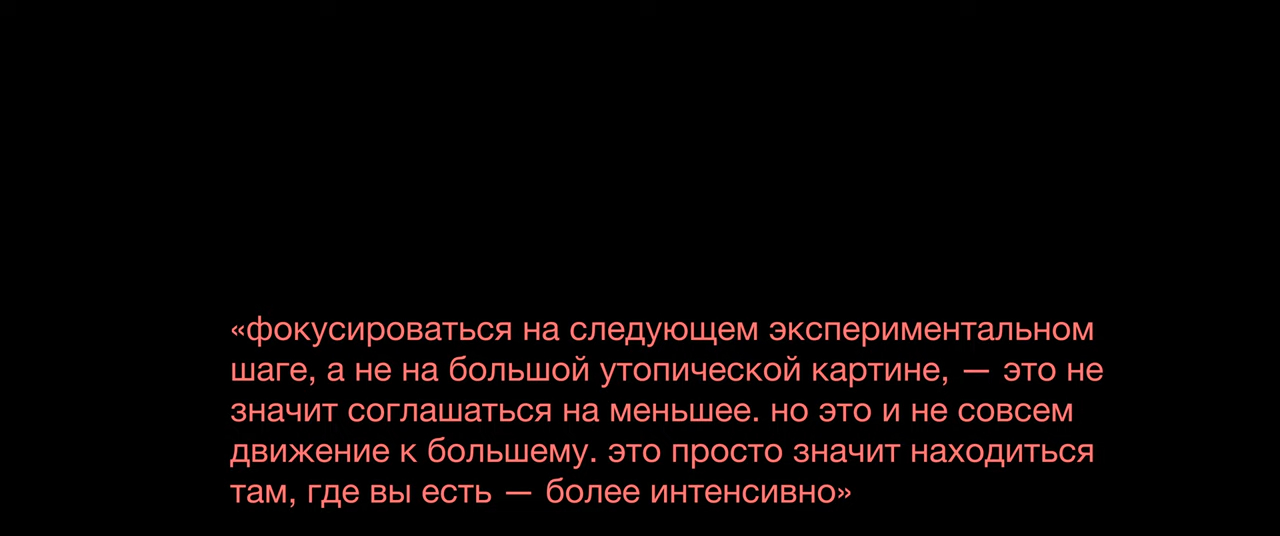 «фокусироваться на следующем экспериментальном
шаге, а не на большой утопической картине, — это не
значит соглашаться на меньшее. но это и не совсем
движение к большему. это просто значит находиться
там, где вы есть — более интенсивно»